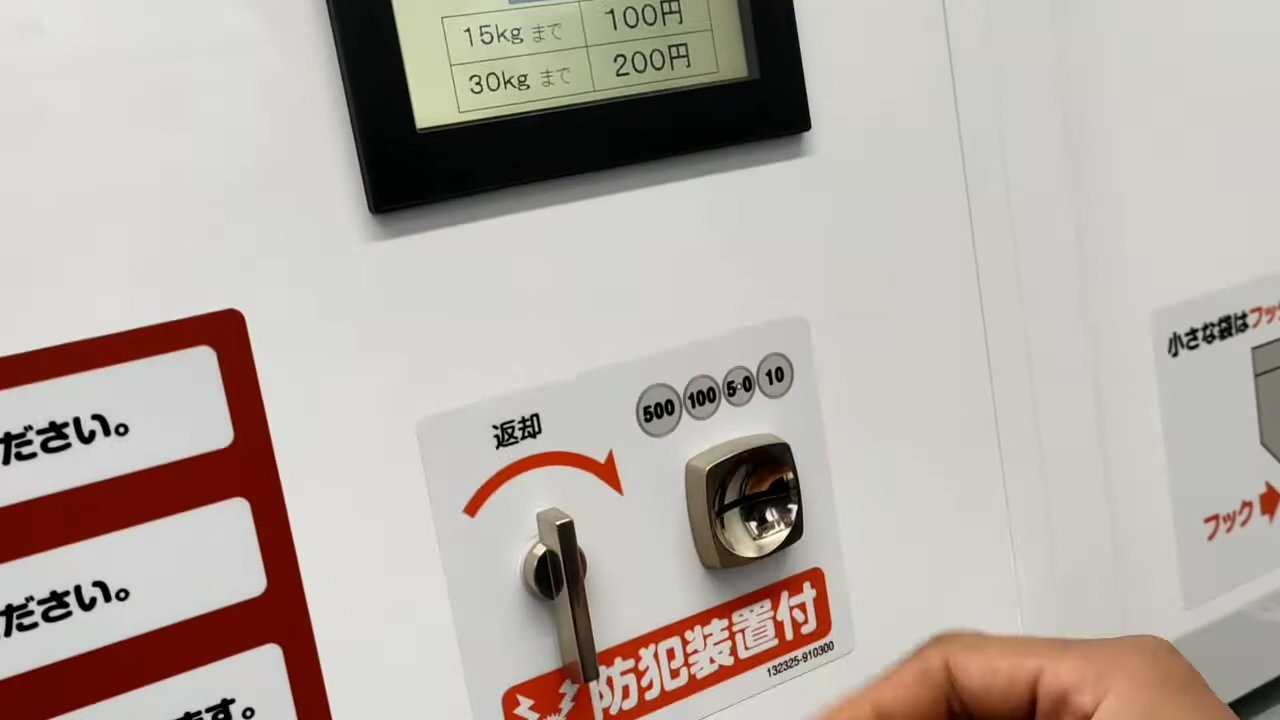 15kg まで 100円
30kg まで 200円
ださい。
ださい。
ます。
返却
500 100 50 10
防犯装置付
132325-910300
小さな袋はフッ
フック